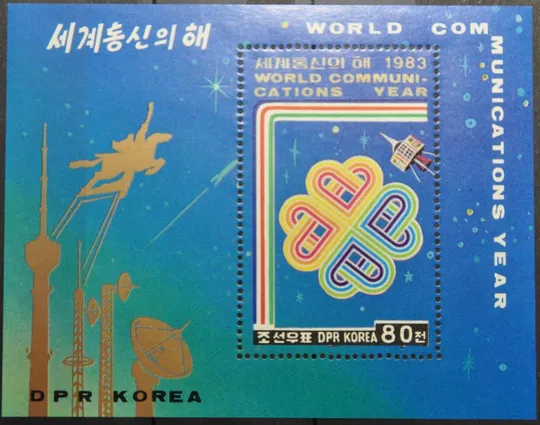 세계통신의 해
WORLD COM
MUNICATIONS YEAR
세계통신의 해 1983
WORLD COMMUNI-
CATIONS YEAR
조선우표 DPR KOREA 80전
DPR KOREA